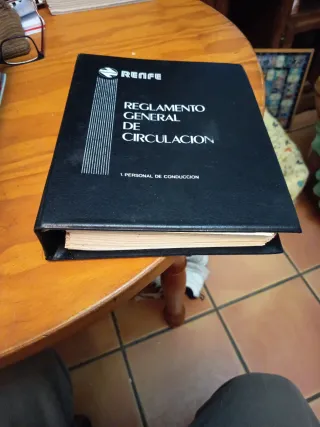 RENFE
REGLAMENTO
GENERAL
DE
CIRCULACION
1. PERSONAL DE CONDUCCION